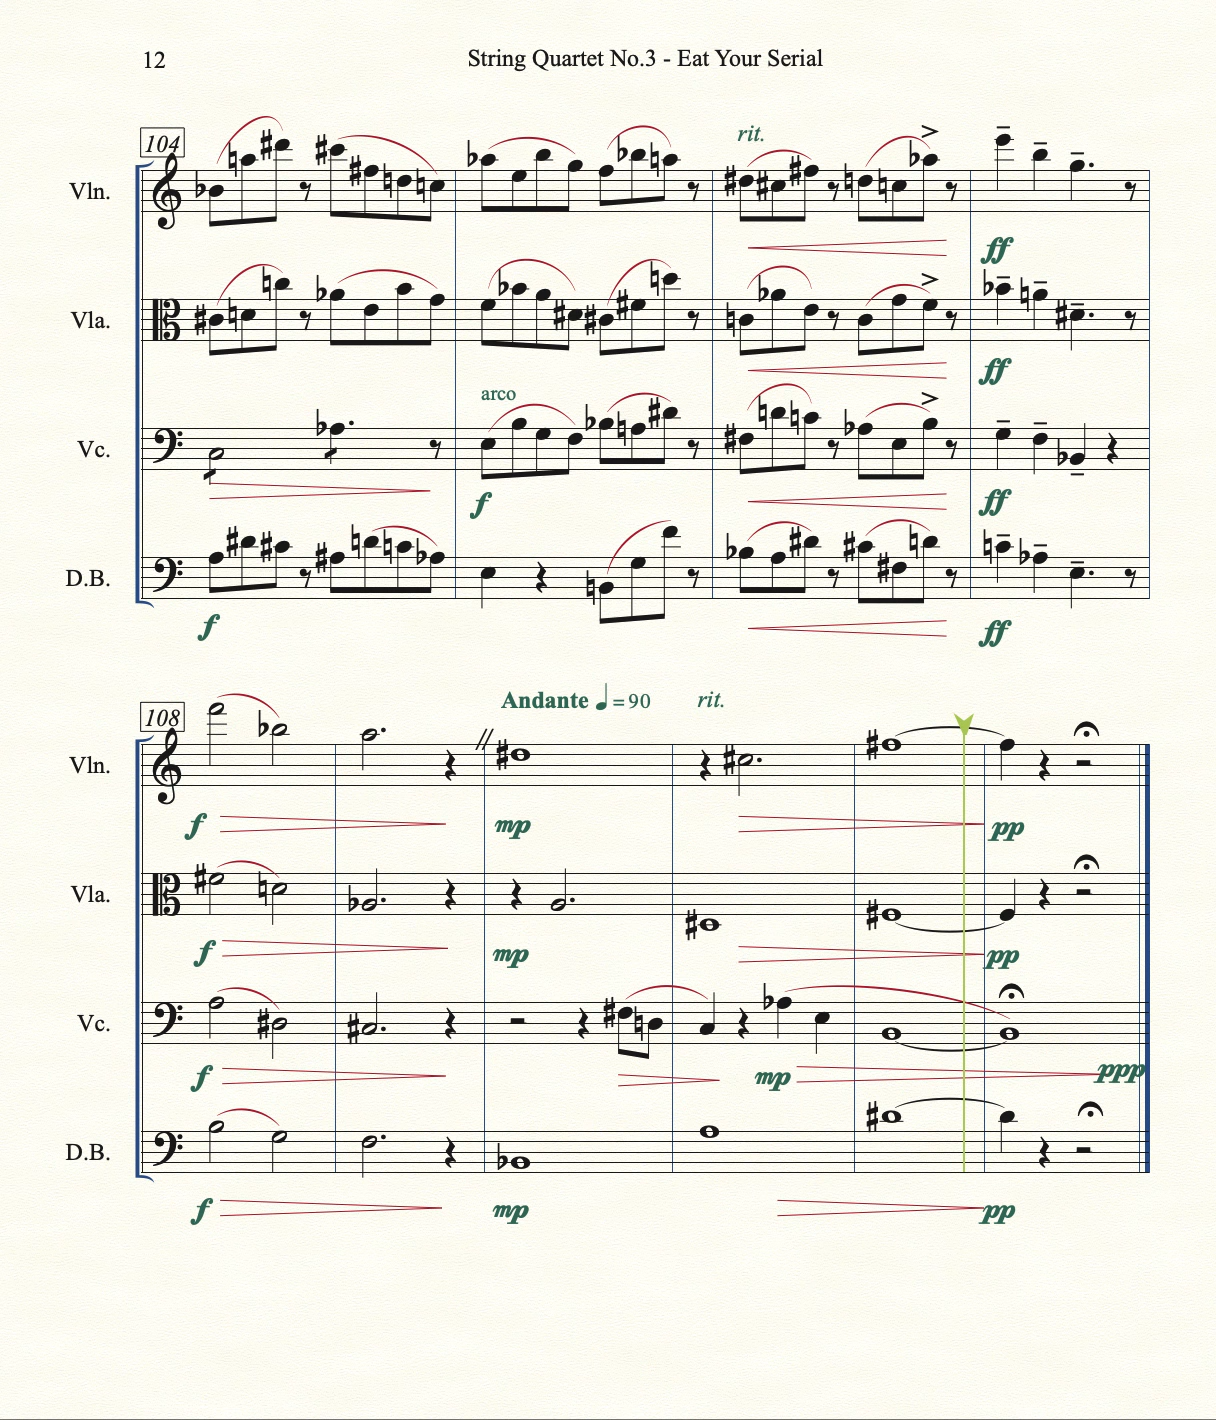 12
String Quartet No.3 - Eat Your Serial
rit.
104
Vln.
ff
Vla.
ff
arco
Vc.
f
ff
D.B.
f
ff
Andante ♩ = 90 rit.
108
Vln.
f mp pp
Vla.
f mp pp
Vc.
f mp ppp
D.B.
f mp pp